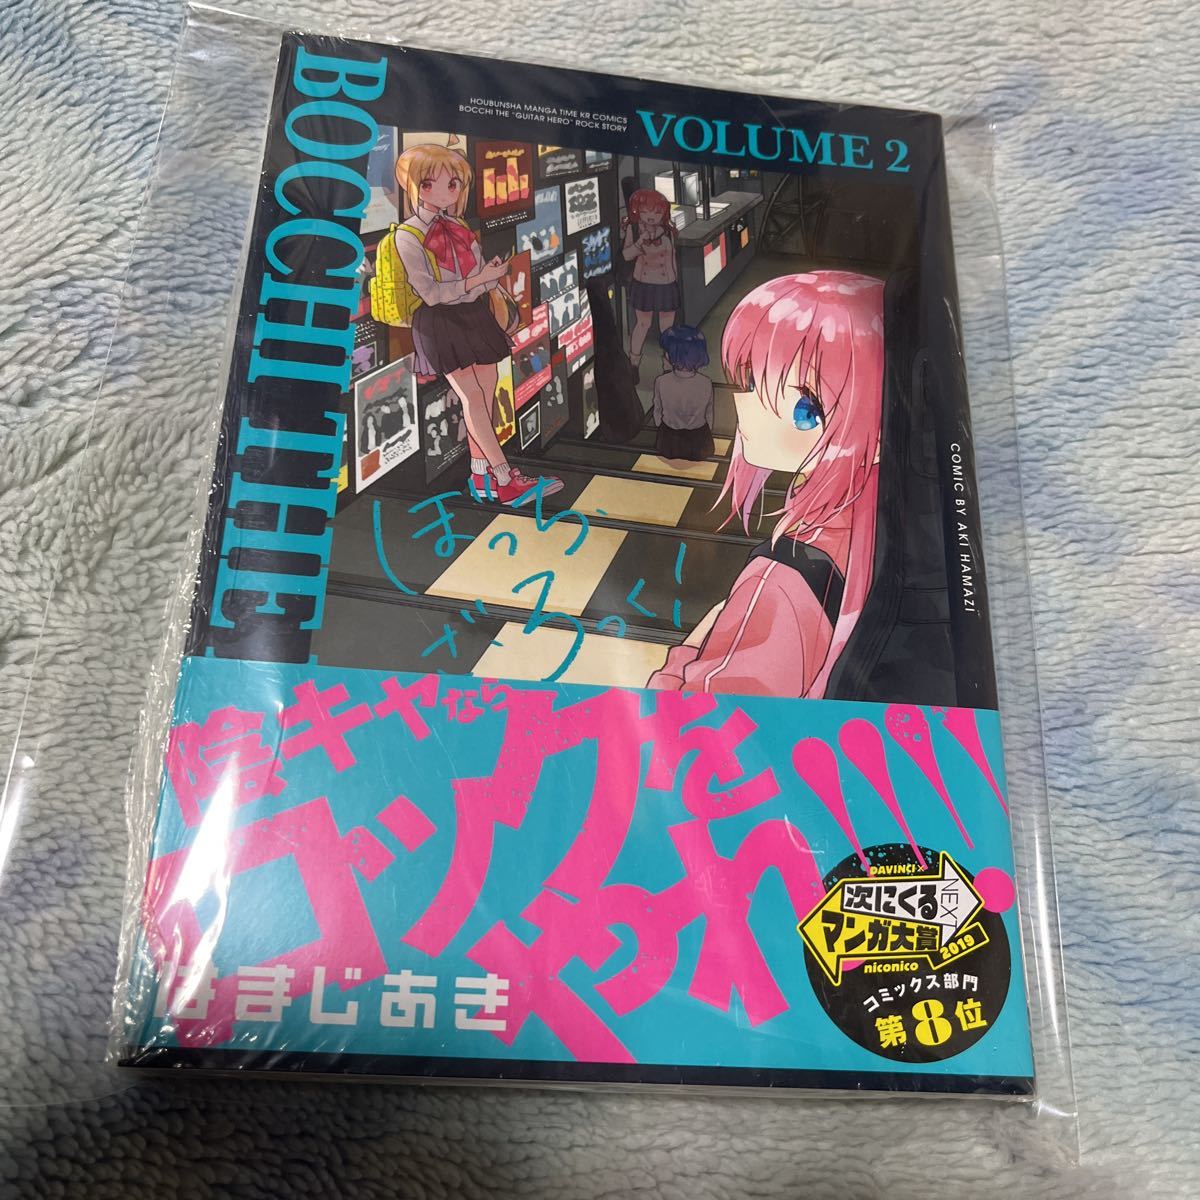 BOCCHI THE
HOUBUNSHA MANGA TIME KR COMICS
BOCCHI THE "GUITAR HERO" ROCK STORY
VOLUME 2
COMIC BY AKI HAMAZI
ぼっち
ざ
ろっく!
陰キャなら
ロックを
やれ!!!!
はまじあき
DAVINCI×
次にくる
マンガ大賞
NEXT
2019
niconico
コミックス部門
第8位